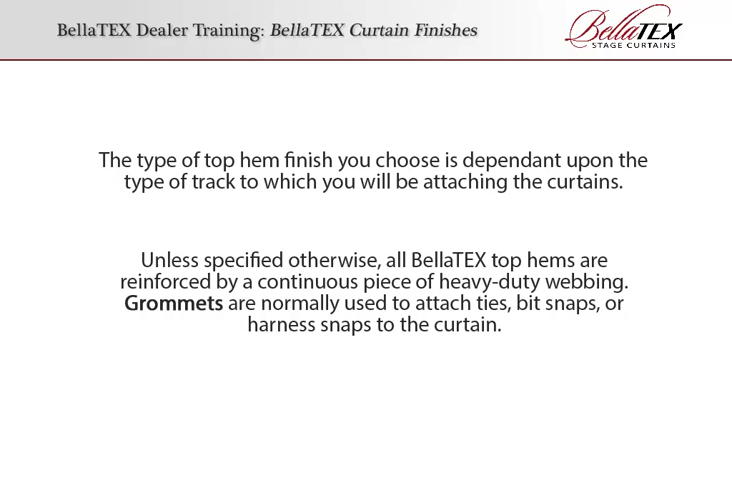 BellaTEX Dealer Training: BellaTEX Curtain Finishes
BellaTEX
STAGE CURTAINS
The type of top hem finish you choose is dependant upon the
type of track to which you will be attaching the curtains.
Unless specified otherwise, all BellaTEX top hems are
reinforced by a continuous piece of heavy-duty webbing.
Grommets are normally used to attach ties, bit snaps, or
harness snaps to the curtain.